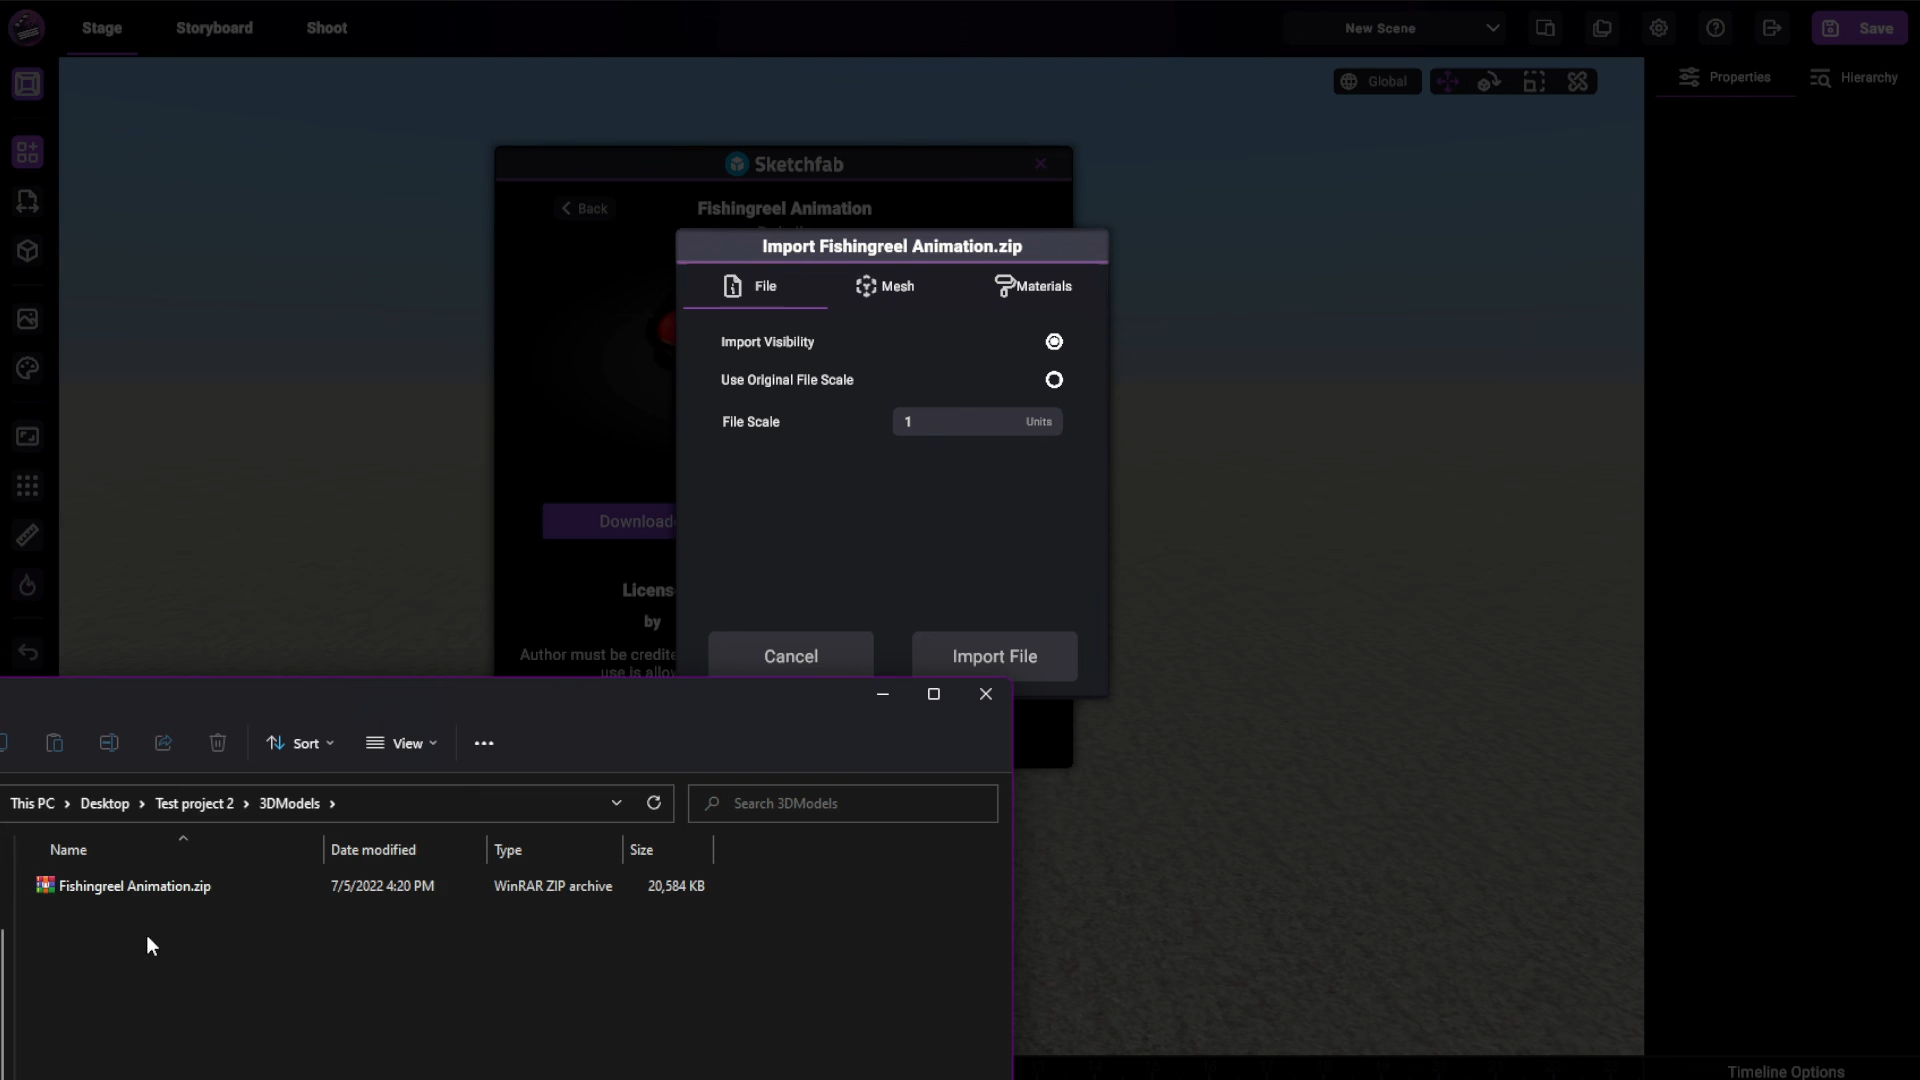 Stage Storyboard Shoot New Scene Save
Global Properties Hierarchy
Sketchfab
Back Fishingreel Animation
Import Fishingreel Animation.zip
File Mesh Materials
Import Visibility
Use Original File Scale
File Scale 1 Units
Download
Licens
by
Author must be credite
use is allow
Cancel Import File
Sort View
This PC > Desktop > Test project 2 > 3DModels > Search 3DModels
Name Date modified Type Size
Fishingreel Animation.zip 7/5/2022 4:20 PM WinRAR ZIP archive 20,584 KB
Timeline Options